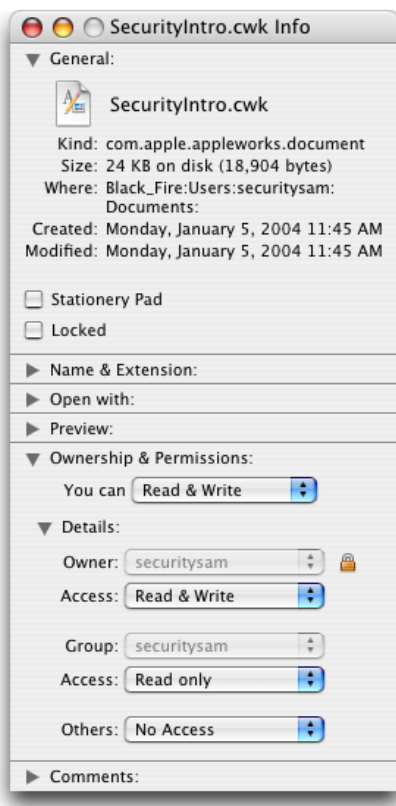 SecurityIntro.cwk Info
General:
SecurityIntro.cwk
Kind: com.apple.appleworks.document
Size: 24 KB on disk (18,904 bytes)
Where: Black_Fire:Users:securitysam:
Documents:
Created: Monday, January 5, 2004 11:45 AM
Modified: Monday, January 5, 2004 11:45 AM
Stationery Pad
Locked
Name & Extension:
Open with:
Preview:
Ownership & Permissions:
You can Read & Write
Details:
Owner: securitysam
Access: Read & Write
Group: securitysam
Access: Read only
Others: No Access
Comments: